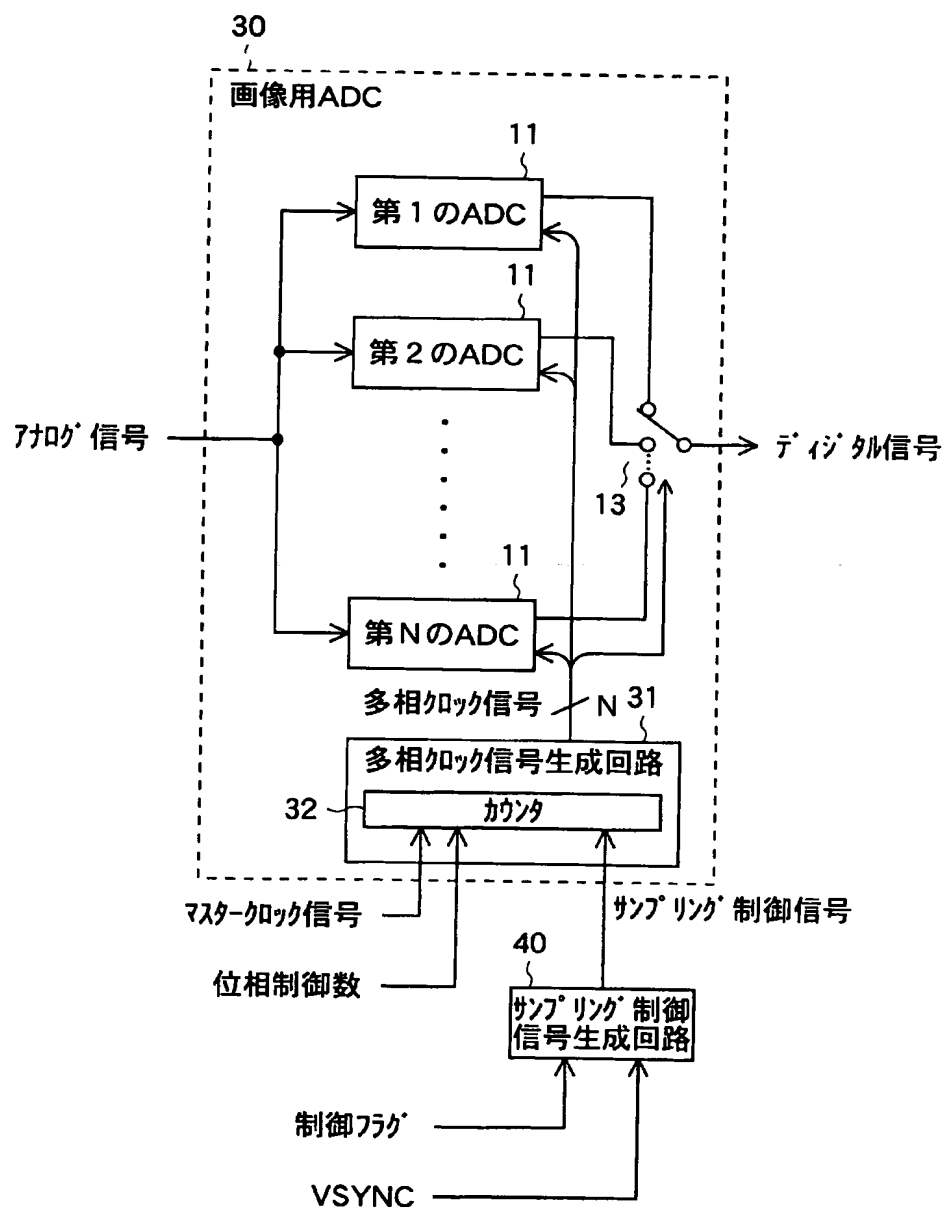 30
画像用ADC
11
第1のADC
11
第2のADC
アナログ信号
ディジタル信号
13
11
第NのADC
多相クロック信号
N
31
多相クロック信号生成回路
32
カウンタ
マスタークロック信号
サンプリング制御信号
位相制御数
40
サンプリング制御
信号生成回路
制御フラグ
VSYNC